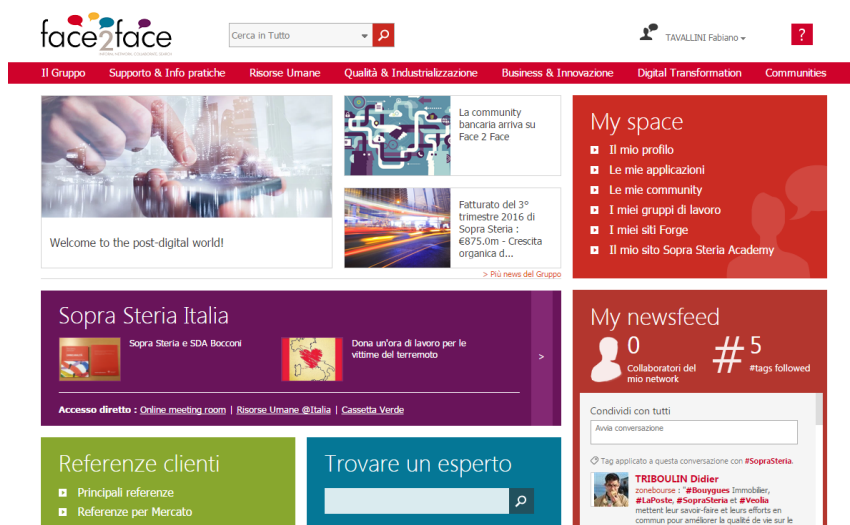 face2face
Cerca in Tutto
TAVALLINI Fabiano
?
Il Gruppo Supporto & Info pratiche Risorse Umane Qualità & Industrializzazione Business & Innovazione Digital Transformation Communities
Welcome to the post-digital world!
La community
bancaria arriva su
Face 2 Face
Fatturato del 3°
trimestre 2016 di
Sopra Steria :
€875.0m - Crescita
organica d...
> Più news del Gruppo
My space
Il mio profilo
Le mie applicazioni
Le mie community
I miei gruppi di lavoro
I miei siti Forge
Il mio sito Sopra Steria Academy
Sopra Steria Italia
Sopra Steria e SDA Bocconi
Dona un'ora di lavoro per le
vittime del terremoto
>
Accesso diretto : Online meeting room | Risorse Umane @Italia | Cassetta Verde
My newsfeed
0
Collaboratori del
mio network
# 5
#tags followed
Condividi con tutti
Avvia conversazione
Tag applicato a questa conversazione con #SopraSteria.
TRIBOULIN Didier
zonebourse : "#Bouygues Immobilier,
#LaPoste, #SopraSteria et #Veolia
mettent leur savoir-faire et leurs efforts en
commun pour améliorer la qualité de vie sur le
Referenze clienti
Principali referenze
Referenze per Mercato
Trovare un esperto